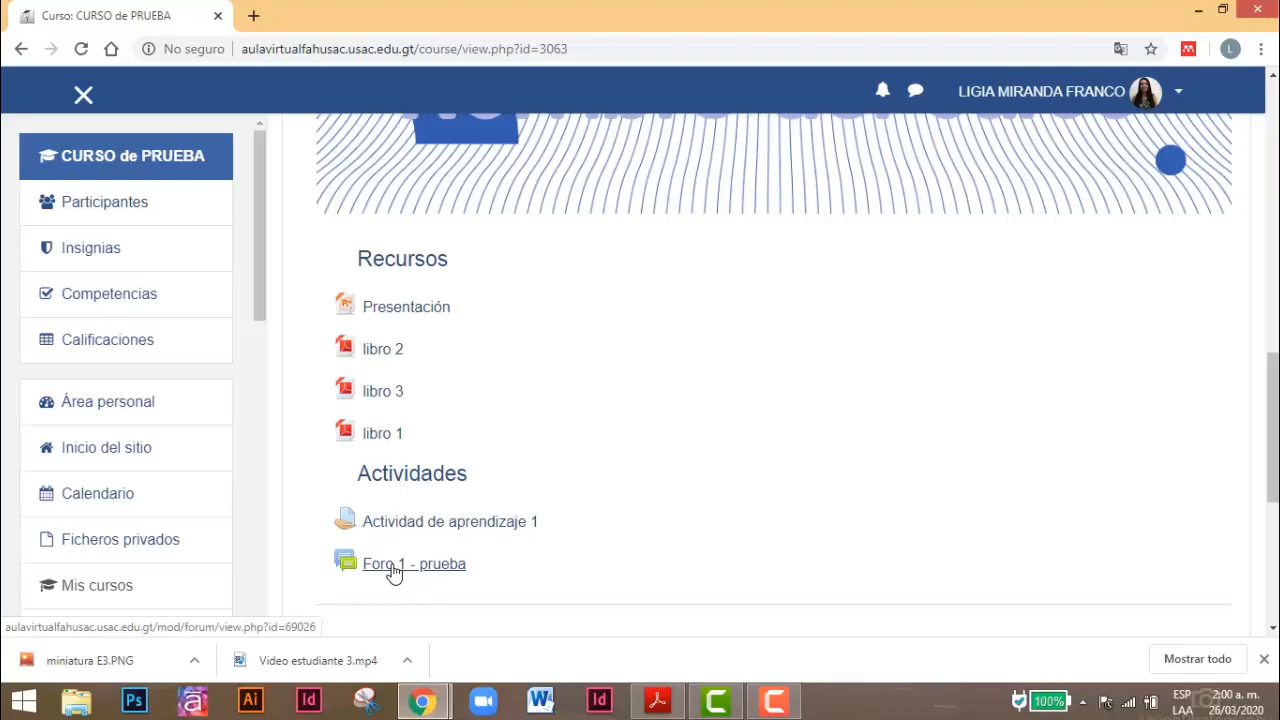 Curso: CURSO de PRUEBA
No seguro
aulavirtualfahusac.usac.edu.gt/course/view.php?id=3063
L
LIGIA MIRANDA FRANCO
CURSO de PRUEBA
Participantes
Insignias
Competencias
Calificaciones
Área personal
Inicio del sitio
Calendario
Ficheros privados
Mis cursos
Recursos
Presentación
libro 2
libro 3
libro 1
Actividades
Actividad de aprendizaje 1
Foro 1 - prueba
aulavirtualfahusac.usac.edu.gt/mod/forum/view.php?id=69026
miniatura E3.PNG
Video estudiante 3.mp4
Mostrar todo
Ps
Ai
Id
Id
100%
ESP
LAA
2:00 a. m.
26/03/2020